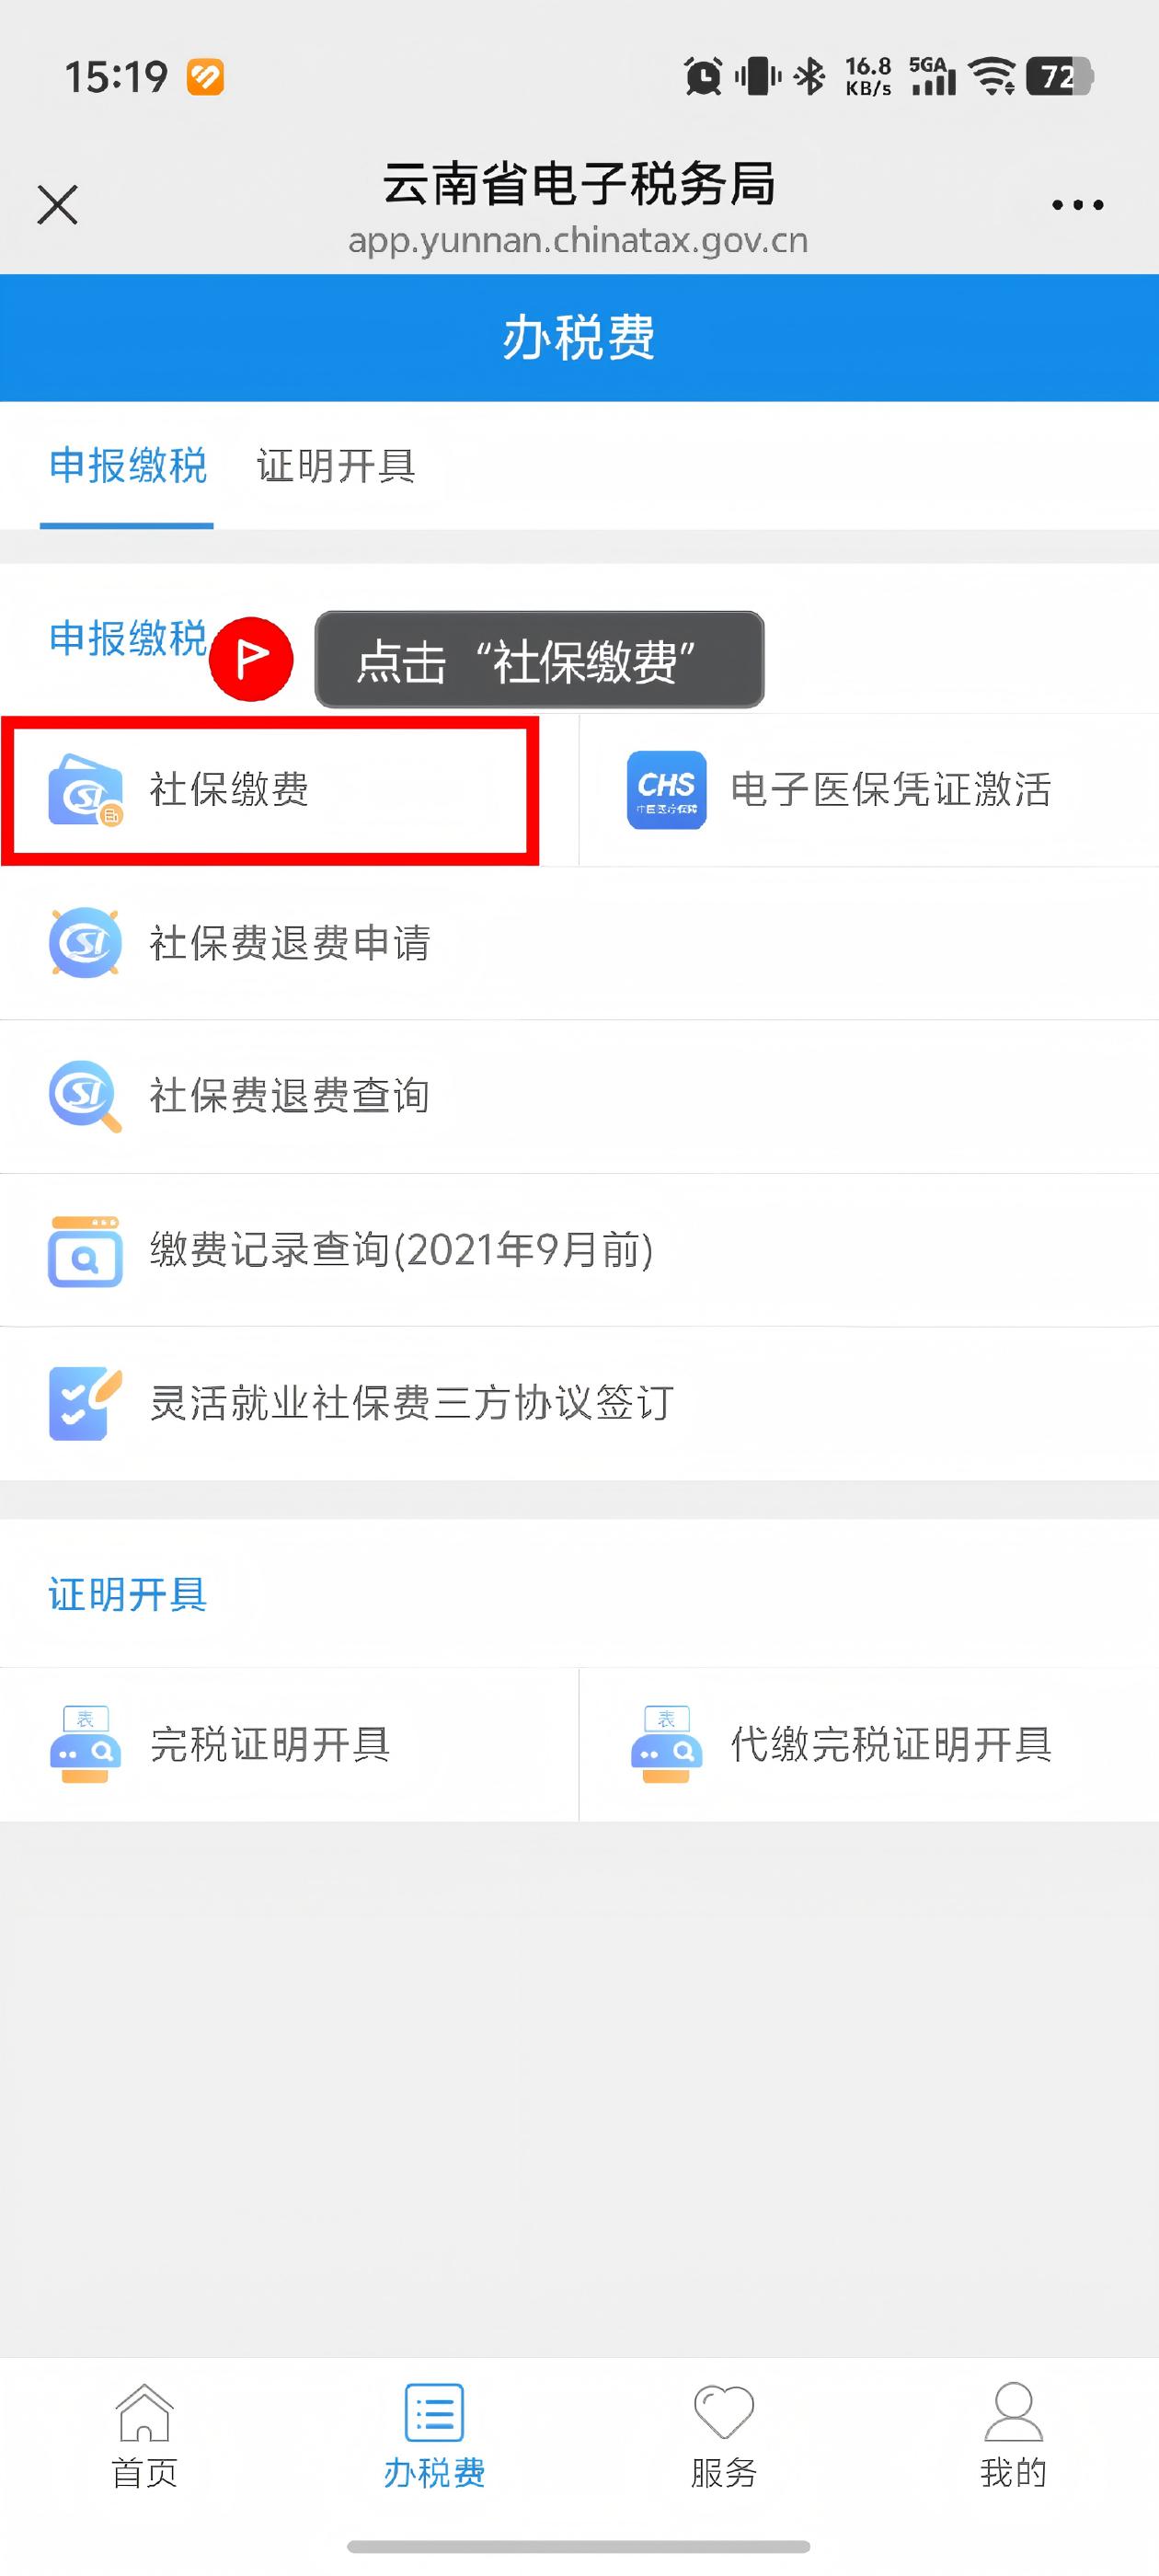 15:19
16.8 KB/s
5GA
72
云南省电子税务局
app.yunnan.chinatax.gov.cn
办税费
申报缴税 证明开具
申报缴税
点击“社保缴费”
社保缴费
CHS
中国医疗保障
电子医保凭证激活
社保费退费申请
社保费退费查询
缴费记录查询(2021年9月前)
灵活就业社保费三方协议签订
证明开具
表
完税证明开具
表
代缴完税证明开具
首页 办税费 服务 我的